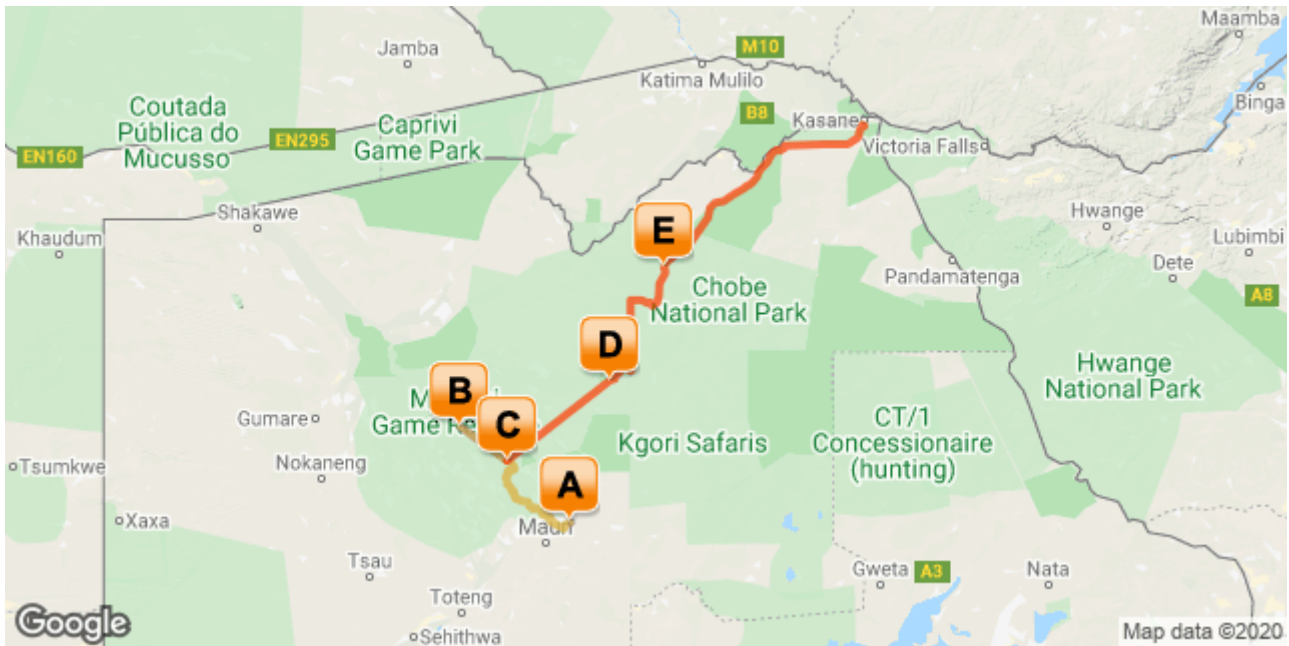 Maamba
M10
Jamba
Katima Mulilo
Binga
Coutada
Pública do
Mucusso
B8
Kasane
Caprivi
Game Park
EN295
EN160
Victoria Falls
Shakawe
Hwange
Khaudum
E
Lubimbi
Dete
Pandamatenga
Chobe
National Park
A8
D
Hwange
National Park
B
M
Game Re
C
Gumare
CT/1
Concessionaire
(hunting)
Kgori Safaris
Nokaneng
Tsumkwe
A
Xaxa
Maun
Tsau
Gweta
A3
Nata
Toteng
Google
Sehithwa
Map data ©2020